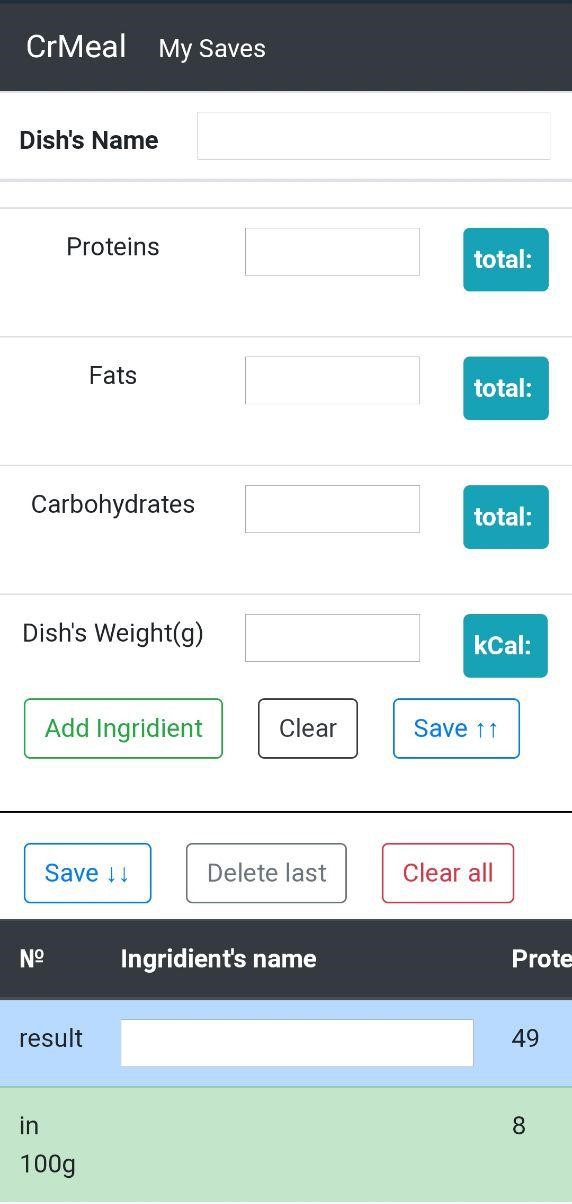 CrMeal My Saves
Dish's Name
Proteins total:
Fats total:
Carbohydrates total:
Dish's Weight(g) kCal:
Add Ingridient Clear Save ↑↑
Save ↓↓ Delete last Clear all
№ Ingridient's name Prote
result 49
in 8
100g